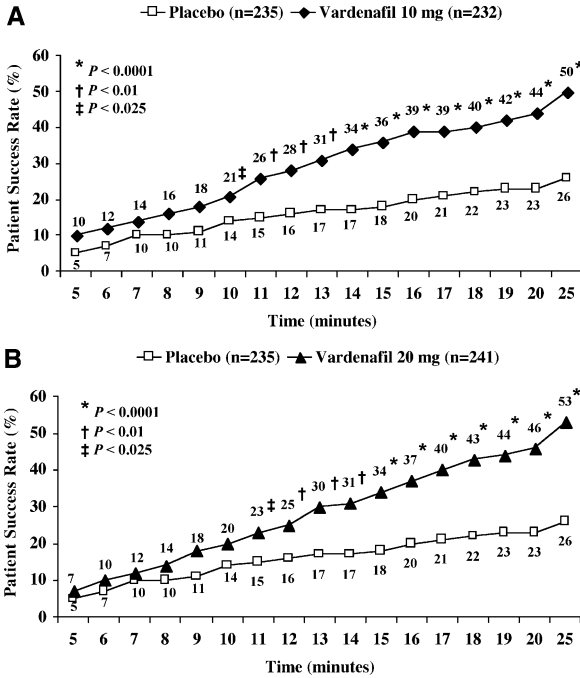 A
Placebo (n=235) Vardenafil 10 mg (n=232)
Patient Success Rate (%)
60
50
40
30
20
10
0
* P < 0.0001
† P < 0.01
‡ P < 0.025
10 12 14 16 18 21 ‡ 26 † 28 † 31 † 34 * 36 * 39 * 39 * 40 * 42 * 44 * 50 *
5 7 10 10 11 14 15 16 17 17 18 20 21 22 23 23 26
5 6 7 8 9 10 11 12 13 14 15 16 17 18 19 20 25
Time (minutes)
B
Placebo (n=235) Vardenafil 20 mg (n=241)
Patient Success Rate (%)
60
50
40
30
20
10
0
* P < 0.0001
† P < 0.01
‡ P < 0.025
7 10 12 14 18 20 23 ‡ 25 † 30 † 31 † 34 * 37 * 40 * 43 * 44 * 46 * 53 *
5 7 10 10 11 14 15 16 17 17 18 20 21 22 23 23 26
5 6 7 8 9 10 11 12 13 14 15 16 17 18 19 20 25
Time (minutes)